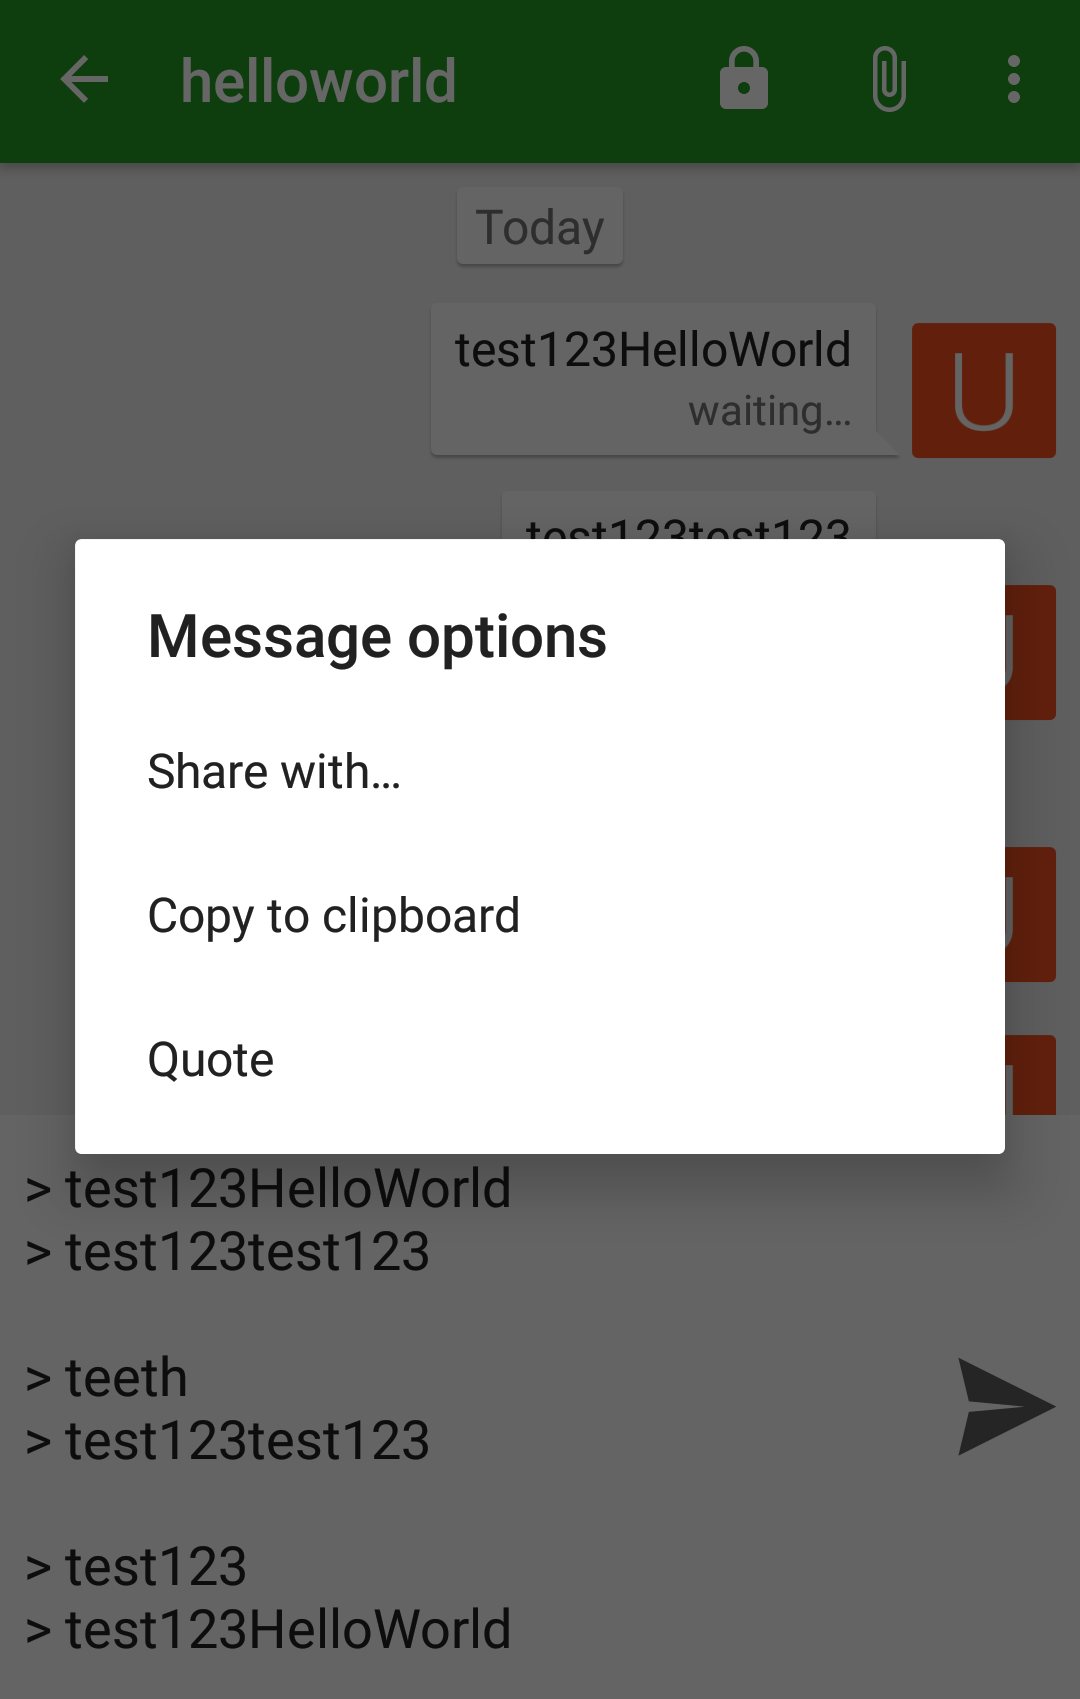 helloworld
Today
test123HelloWorld
waiting…
U
test123test123
Message options
Share with…
Copy to clipboard
Quote
> test123HelloWorld
> test123test123
> teeth
> test123test123
> test123
> test123HelloWorld